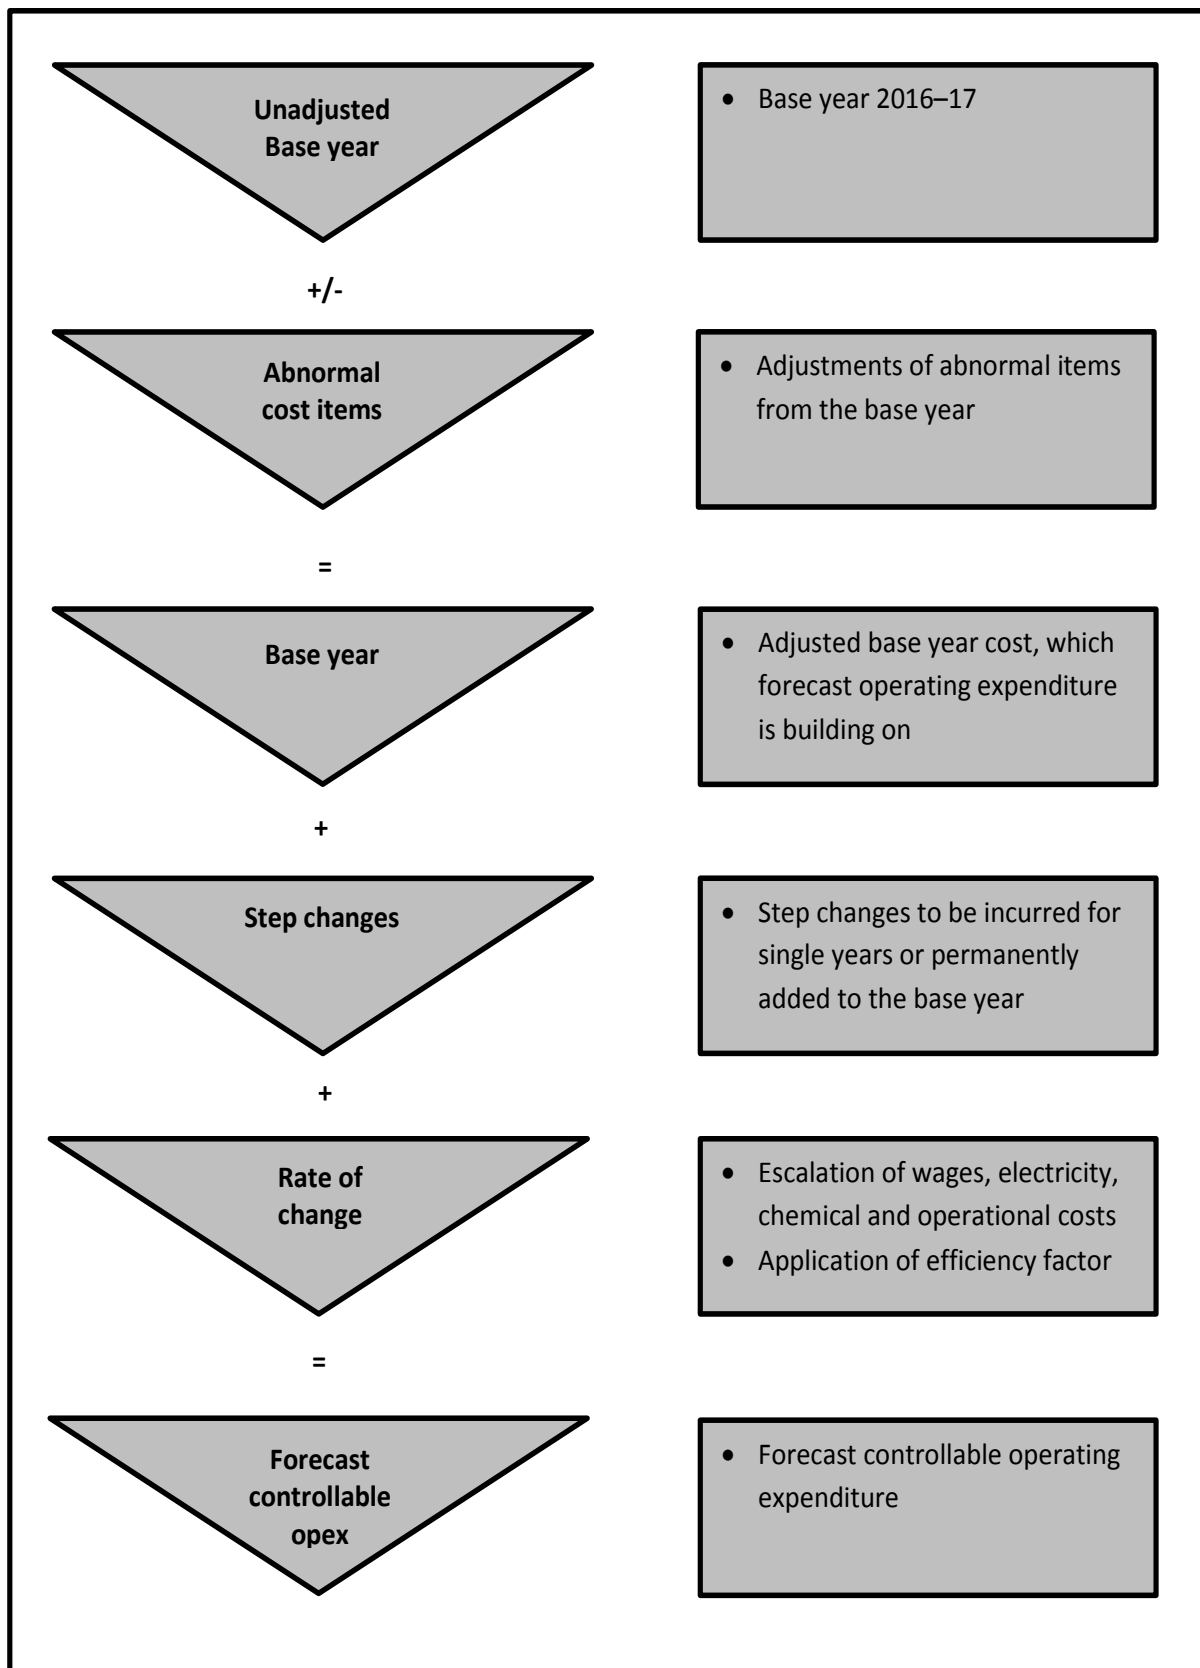 Unadjusted
Base year
• Base year 2016–17
+/-
Abnormal
cost items
• Adjustments of abnormal items
from the base year
=
Base year
• Adjusted base year cost, which
forecast operating expenditure
is building on
+
Step changes
• Step changes to be incurred for
single years or permanently
added to the base year
+
Rate of
change
• Escalation of wages, electricity,
chemical and operational costs
• Application of efficiency factor
=
Forecast
controllable
opex
• Forecast controllable operating
expenditure